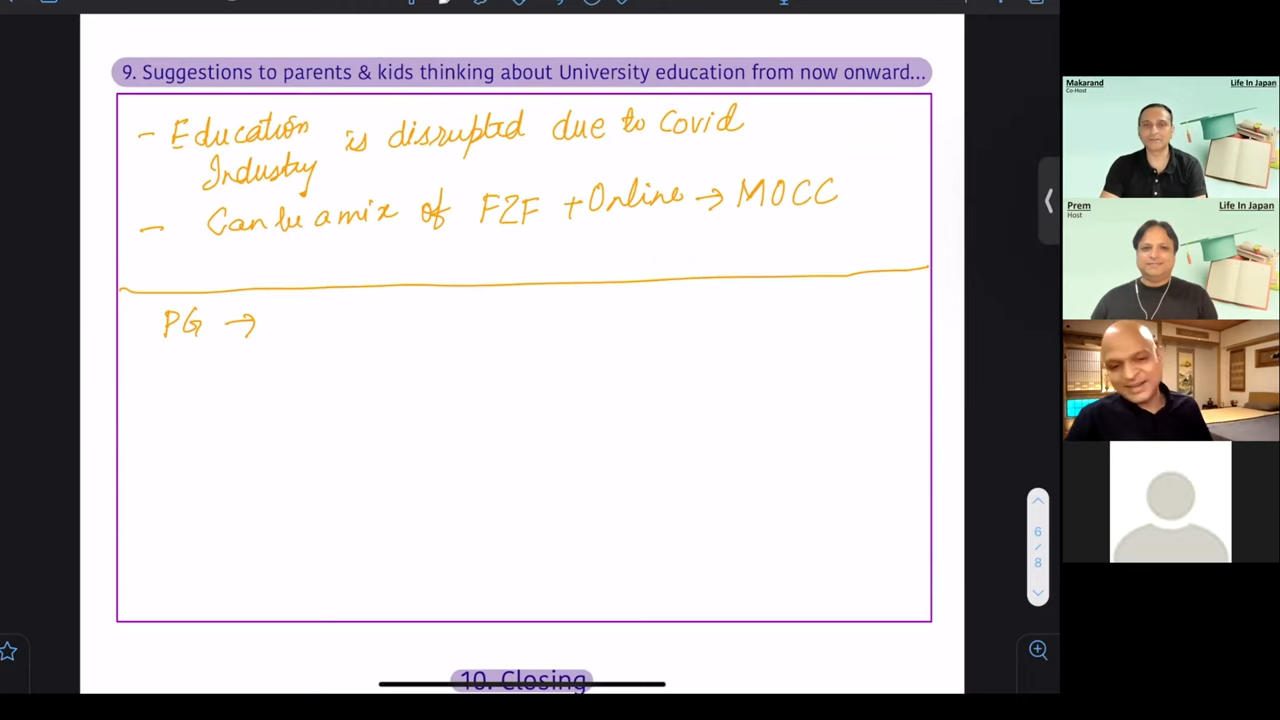 9. Suggestions to parents & kids thinking about University education from now onward...
- Education is disrupted due to Covid
Industry
- Can be a mix of F2F + Online → MOCC
PG →
10. Closing
6
/
8
Makarand
Co-Host
Life In Japan
Prem
Host
Life In Japan